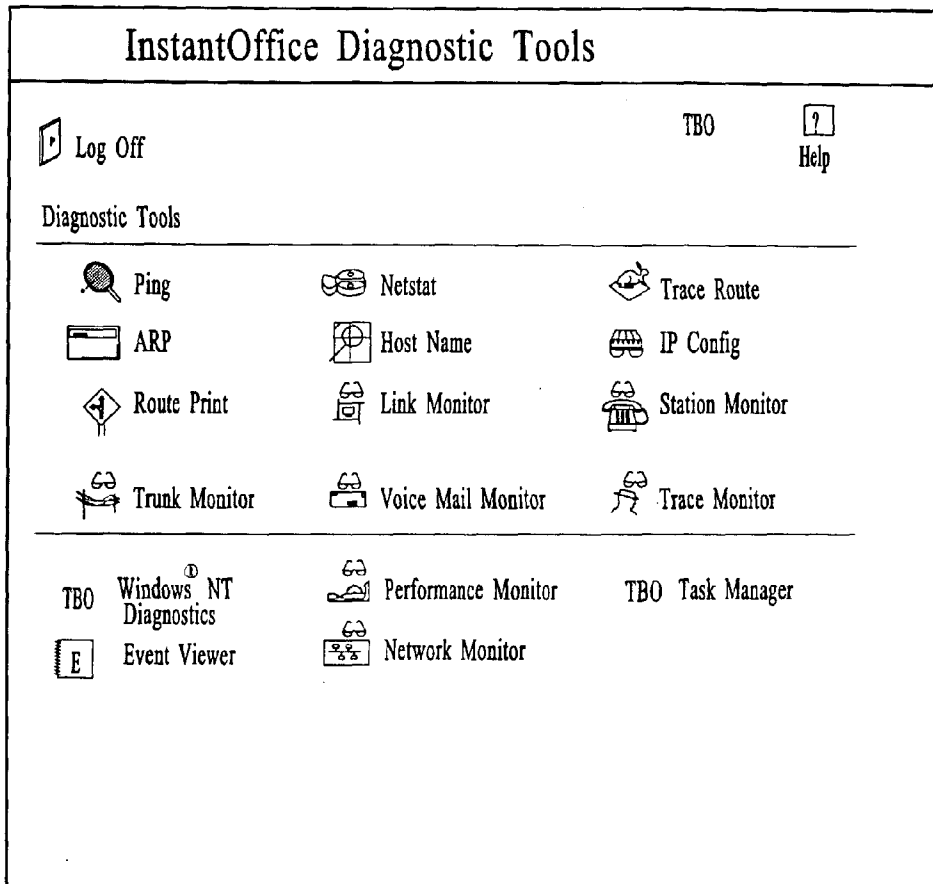 InstantOffice Diagnostic Tools
Log Off
TBO
?
Help
Diagnostic Tools
Ping
Netstat
Trace Route
ARP
Host Name
IP Config
Route Print
Link Monitor
Station Monitor
Trunk Monitor
Voice Mail Monitor
Trace Monitor
TBO
Windows® NT
Diagnostics
Performance Monitor
TBO Task Manager
E
Event Viewer
Network Monitor